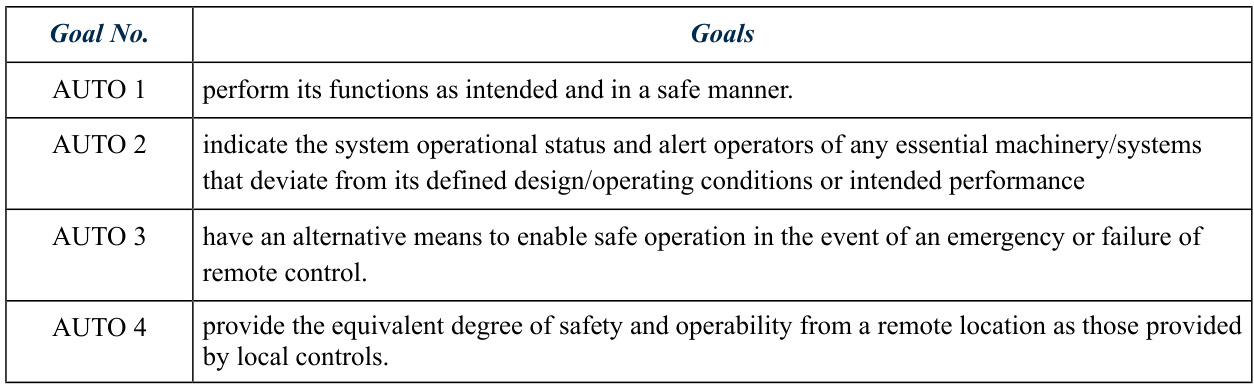 Goal No. Goals
AUTO 1 perform its functions as intended and in a safe manner.
AUTO 2 indicate the system operational status and alert operators of any essential machinery/systems
that deviate from its defined design/operating conditions or intended performance
AUTO 3 have an alternative means to enable safe operation in the event of an emergency or failure of
remote control.
AUTO 4 provide the equivalent degree of safety and operability from a remote location as those provided
by local controls.